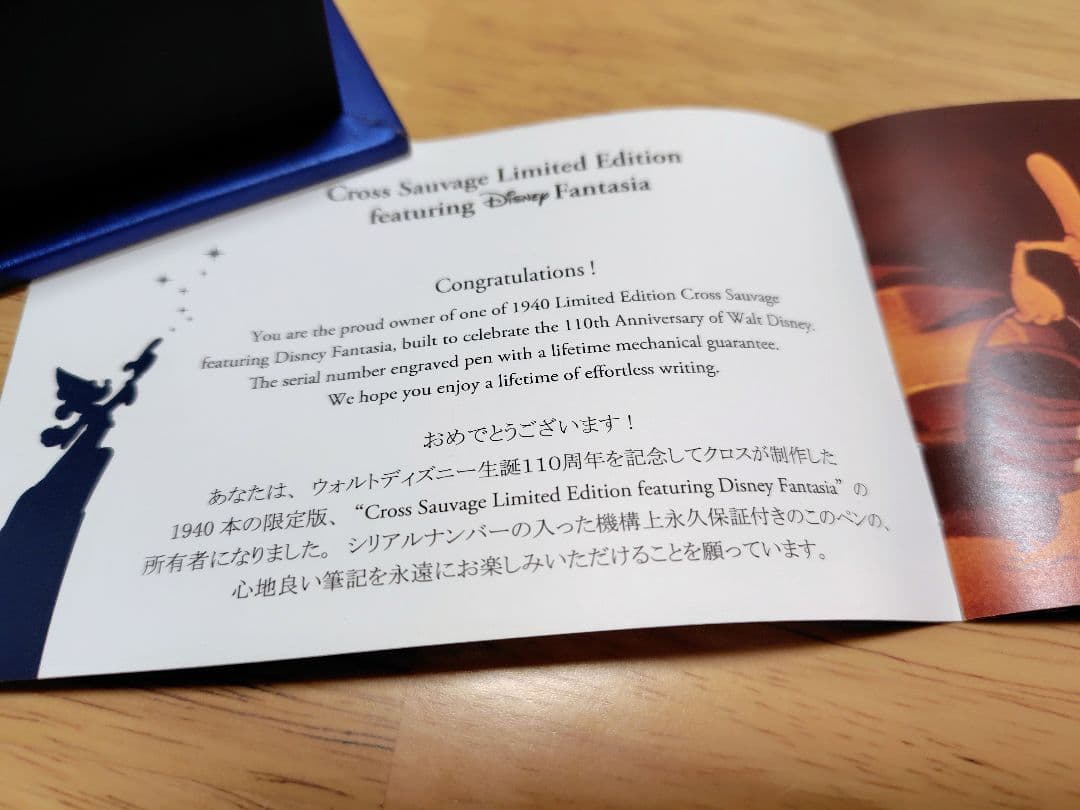 Cross Sauvage Limited Edition
featuring Disney Fantasia
Congratulations !
You are the proud owner of one of 1940 Limited Edition Cross Sauvage
featuring Disney Fantasia, built to celebrate the 110th Anniversary of Walt Disney.
The serial number engraved pen with a lifetime mechanical guarantee.
We hope you enjoy a lifetime of effortless writing.
おめでとうございます！
あなたは、ウォルトディズニー生誕110周年を記念してクロスが制作した
1940 本の限定版、 “Cross Sauvage Limited Edition featuring Disney Fantasia” の
所有者になりました。シリアルナンバーの入った機構上永久保証付きのこのペンの、
心地良い筆記を永遠にお楽しみいただけることを願っています。